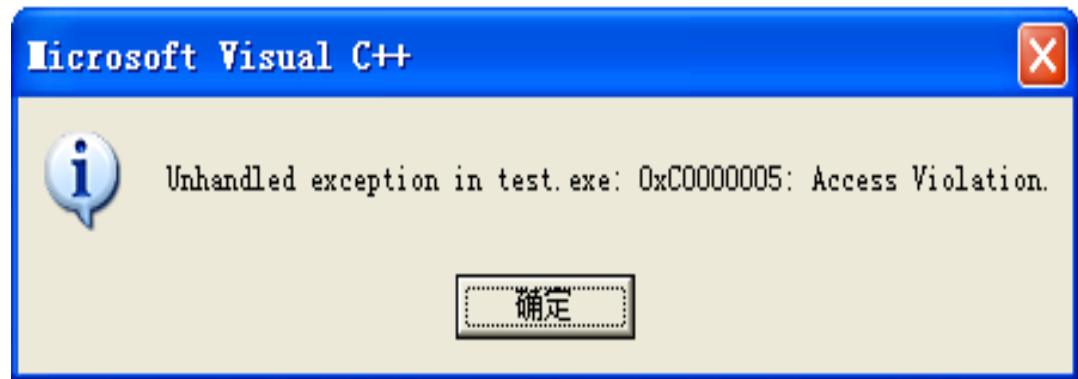 Microsoft Visual C++
Unhandled exception in test.exe: 0xC0000005: Access Violation.
确定